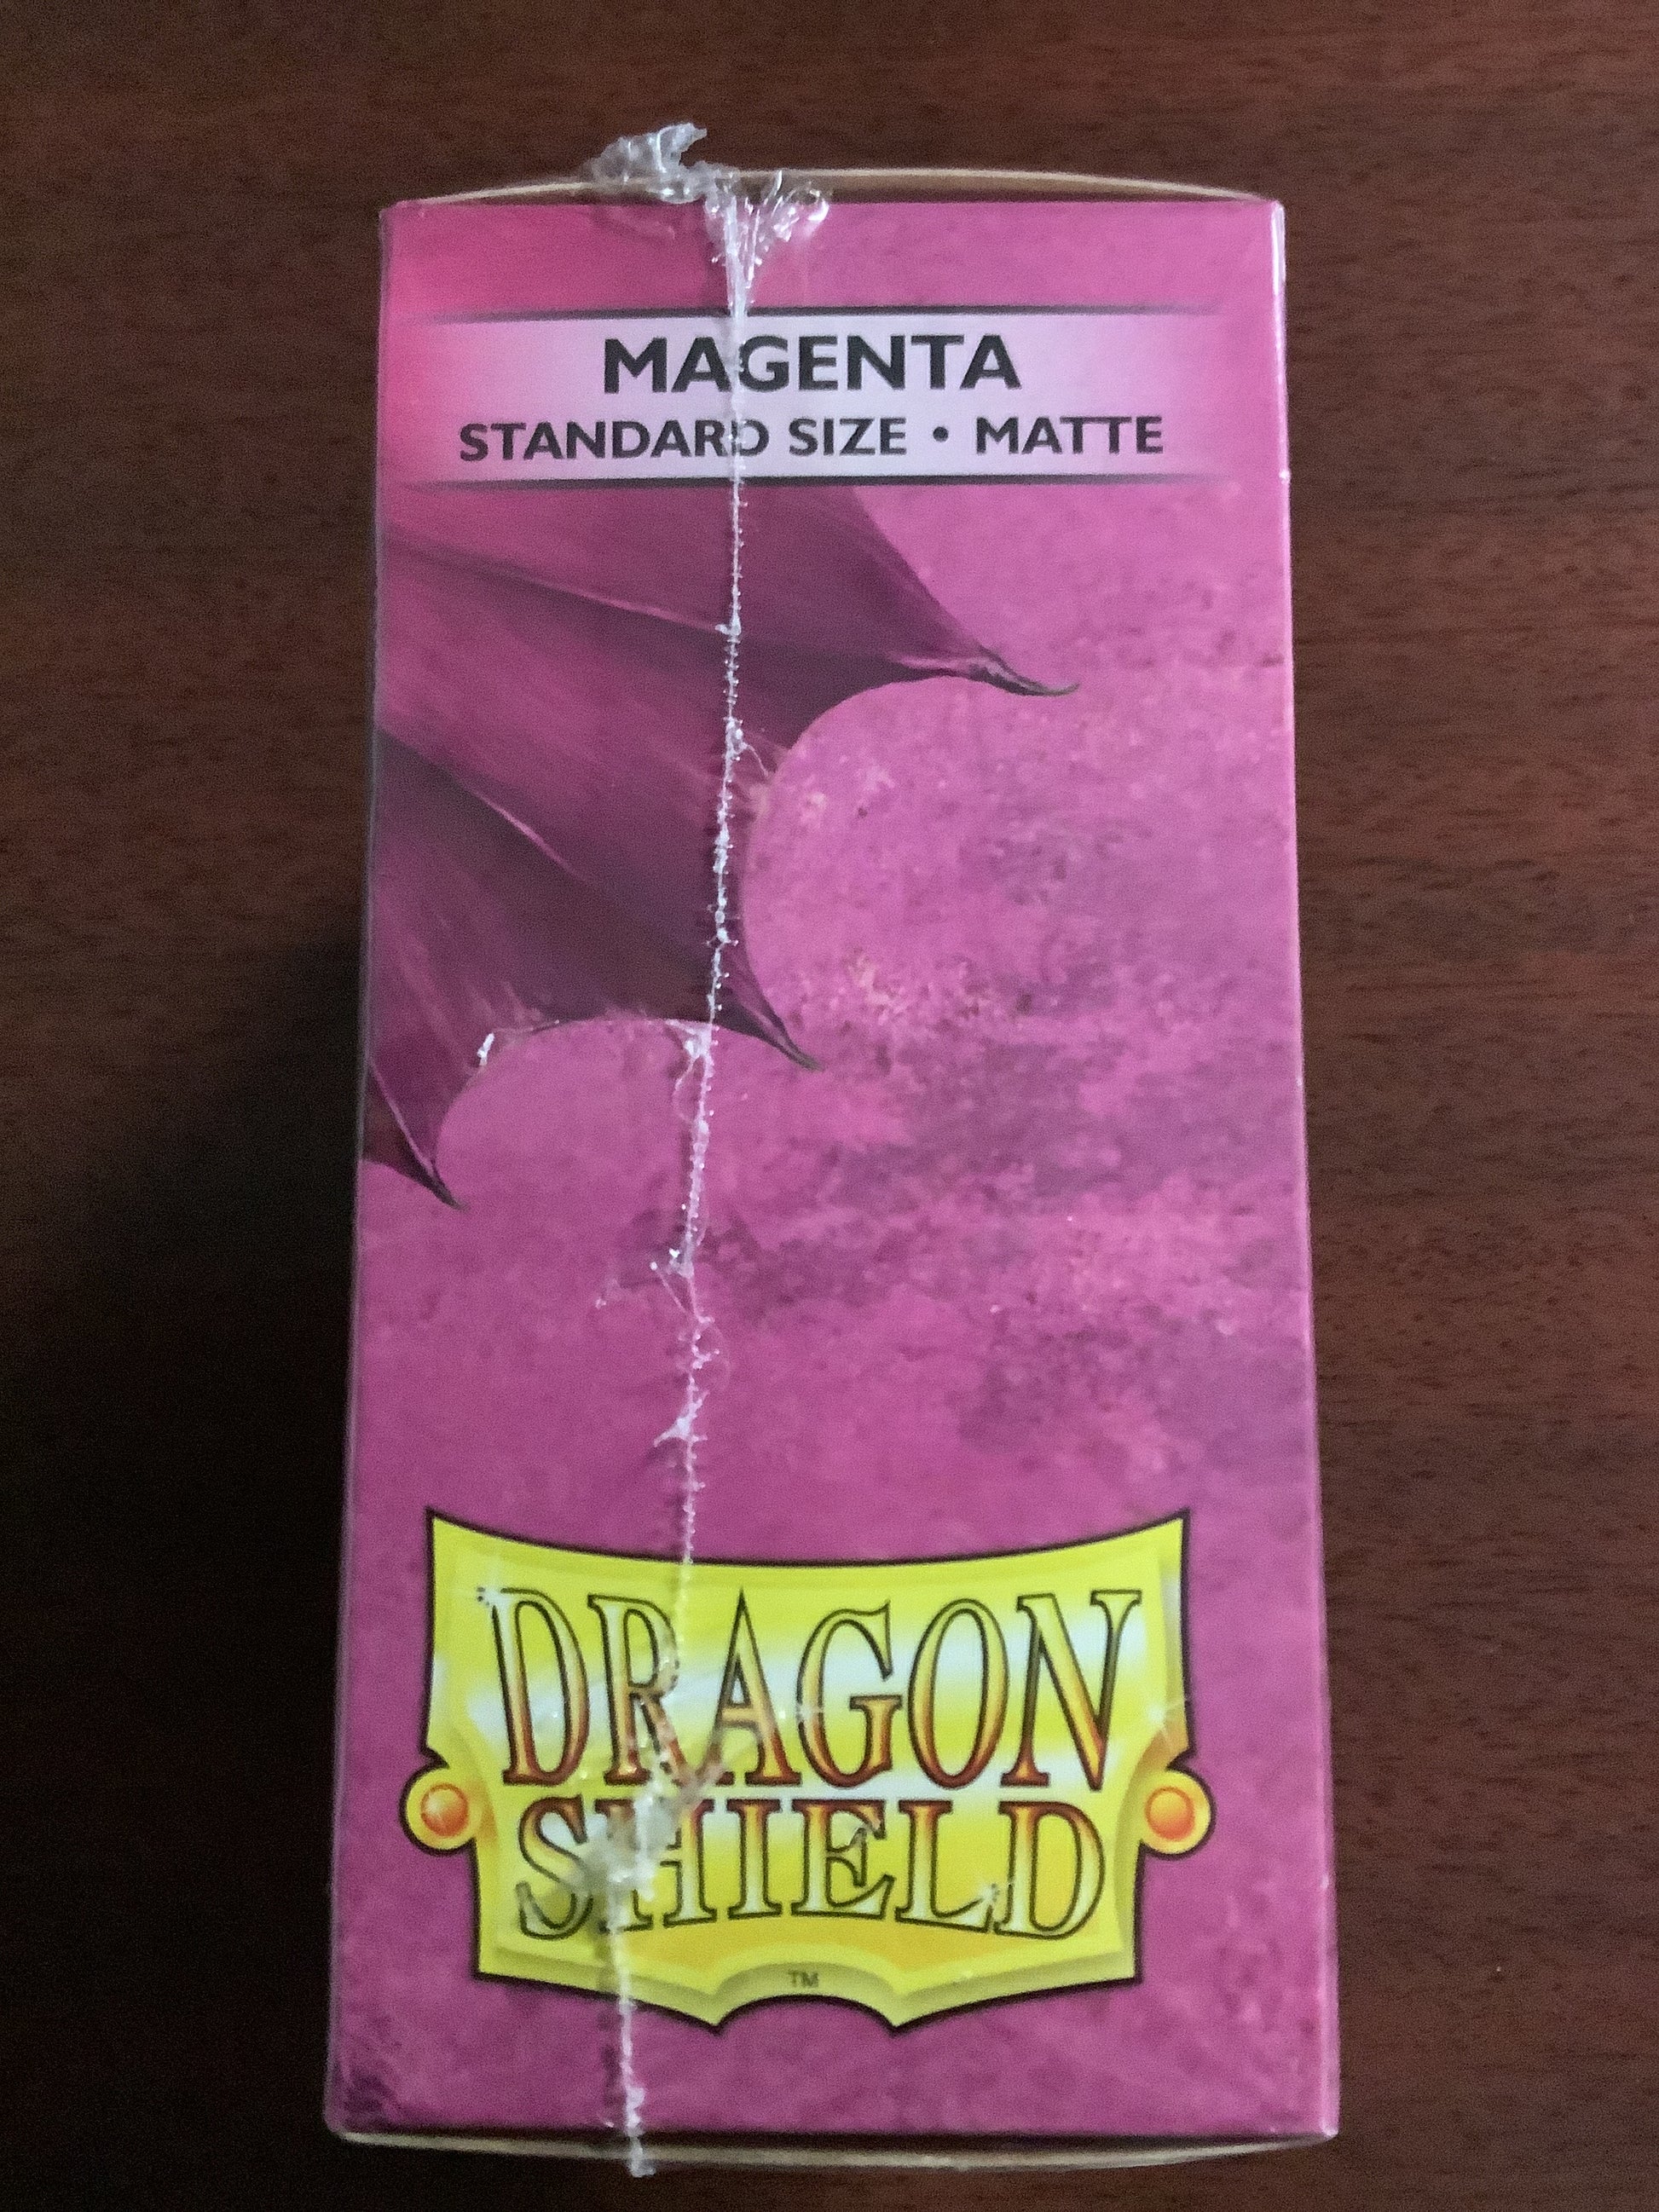 MAGENTA
STANDARD SIZE • MATTE
DRAGON
SHIELD
TM